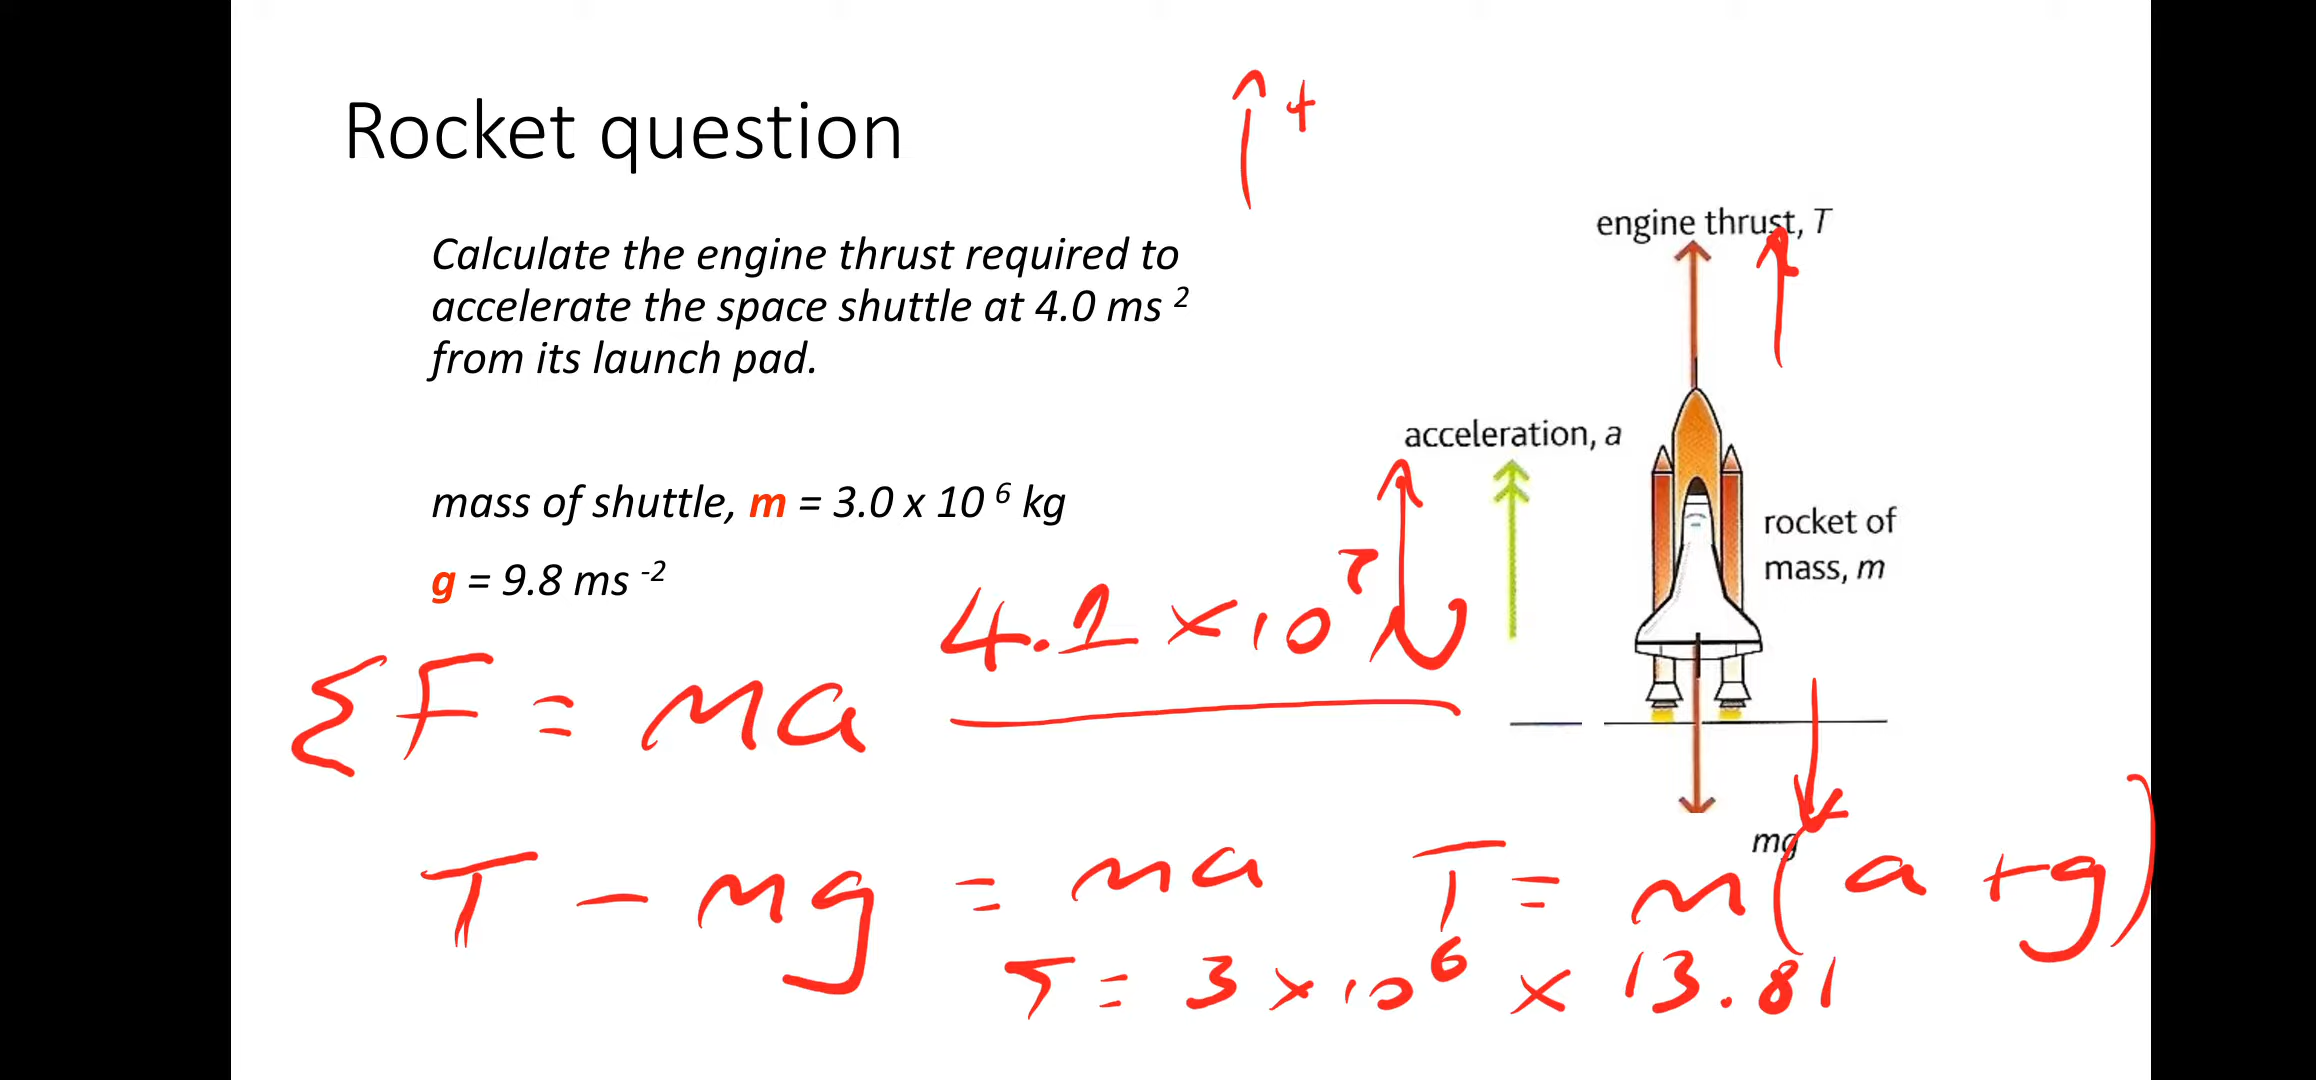 Rocket question
↑+
Calculate the engine thrust required to
accelerate the space shuttle at 4.0 ms ²
from its launch pad.
mass of shuttle, m = 3.0 x 10 ⁶ kg
g = 9.8 ms ⁻²
engine thrust, T
acceleration, a
rocket of
mass, m
mg
4.1 × 10⁷ N
ΣF = ma
T - mg = ma
T = m(a + g)
T = 3 × 10⁶ × 13.81